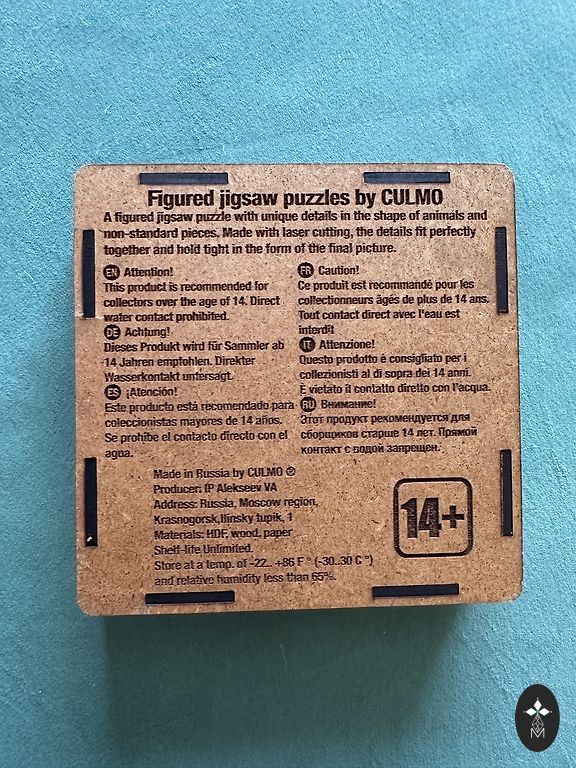 Figured jigsaw puzzles by CULMO
A figured jigsaw puzzle with unique details in the shape of animals and
non-standard pieces. Made with laser cutting, the details fit perfectly
together and hold tight in the form of the final picture.
EN Attention!
This product is recommended for
collectors over the age of 14. Direct
water contact prohibited.
DE Achtung!
Dieses Produkt wird für Sammler ab
14 Jahren empfohlen. Direkter
Wasserkontakt untersagt.
ES ¡Atención!
Este producto está recomendado para
coleccionistas mayores de 14 años.
Se prohíbe el contacto directo con el
agua.
FR Caution!
Ce produit est recommandé pour les
collectionneurs âgés de plus de 14 ans.
Tout contact direct avec l'eau est
interdit
IT Attenzione!
Questo prodotto è consigliato per i
collezionisti al di sopra dei 14 anni.
È vietato il contatto diretto con l'acqua.
RU Внимание!
Этот продукт рекомендуется для
сборщиков старше 14 лет. Прямой
контакт с водой запрещен.
Made in Russia by CULMO ®
Producer: IP Alekseev VA
Address: Russia, Moscow region,
Krasnogorsk,Ilinsky tupik, 1
Materials: HDF, wood, paper
Shelf-life Unlimited.
Store at a temp. of -22.. +86 F ° (-30..30 C °)
and relative humidity less than 65%.
14+
M